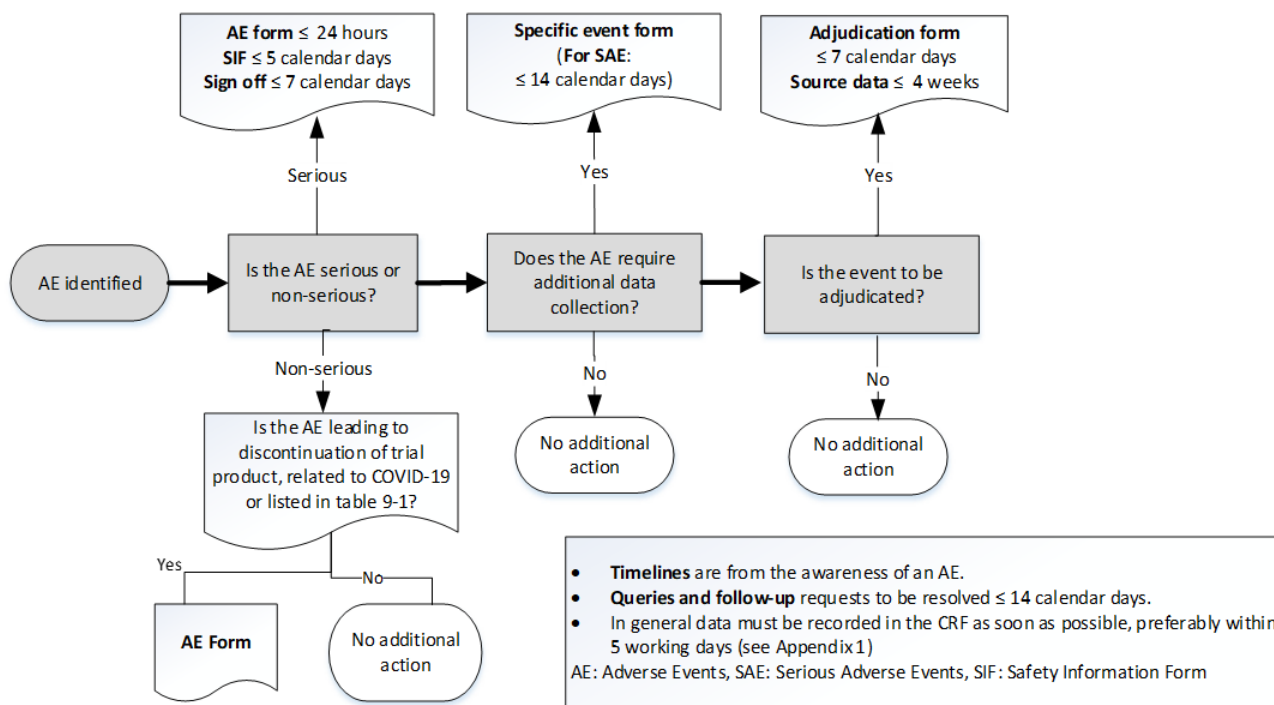 AE form ≤ 24 hours
SIF ≤ 5 calendar days
Sign off ≤ 7 calendar days
Specific event form
(For SAE:
≤ 14 calendar days)
Adjudication form
≤ 7 calendar days
Source data ≤ 4 weeks
Serious
Yes
Yes
AE identified
Is the AE serious or
non-serious?
Does the AE require
additional data
collection?
Is the event to be
adjudicated?
Non-serious
No
No
Is the AE leading to
discontinuation of trial
product, related to COVID-19
or listed in table 9-1?
No additional
action
No additional
action
Yes
No
AE Form
No additional
action
• Timelines are from the awareness of an AE.
• Queries and follow-up requests to be resolved ≤ 14 calendar days.
• In general data must be recorded in the CRF as soon as possible, preferably within
5 working days (see Appendix 1)
AE: Adverse Events, SAE: Serious Adverse Events, SIF: Safety Information Form